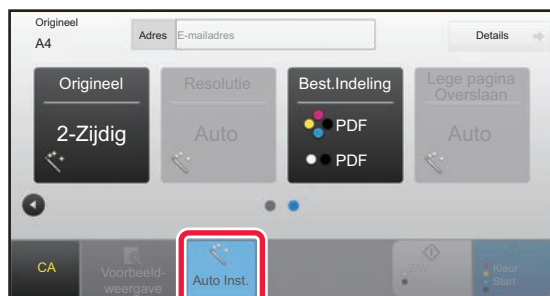 Origineel
A4
Adres E-mailadres
Details
Origineel
2-Zijdig
Resolutie
Auto
Best.Indeling
PDF
PDF
Lege pagina
Overslaan
Auto
CA
Voorbeeld-
weergave
Auto Inst.
Z/W
Start
Kleur
Start